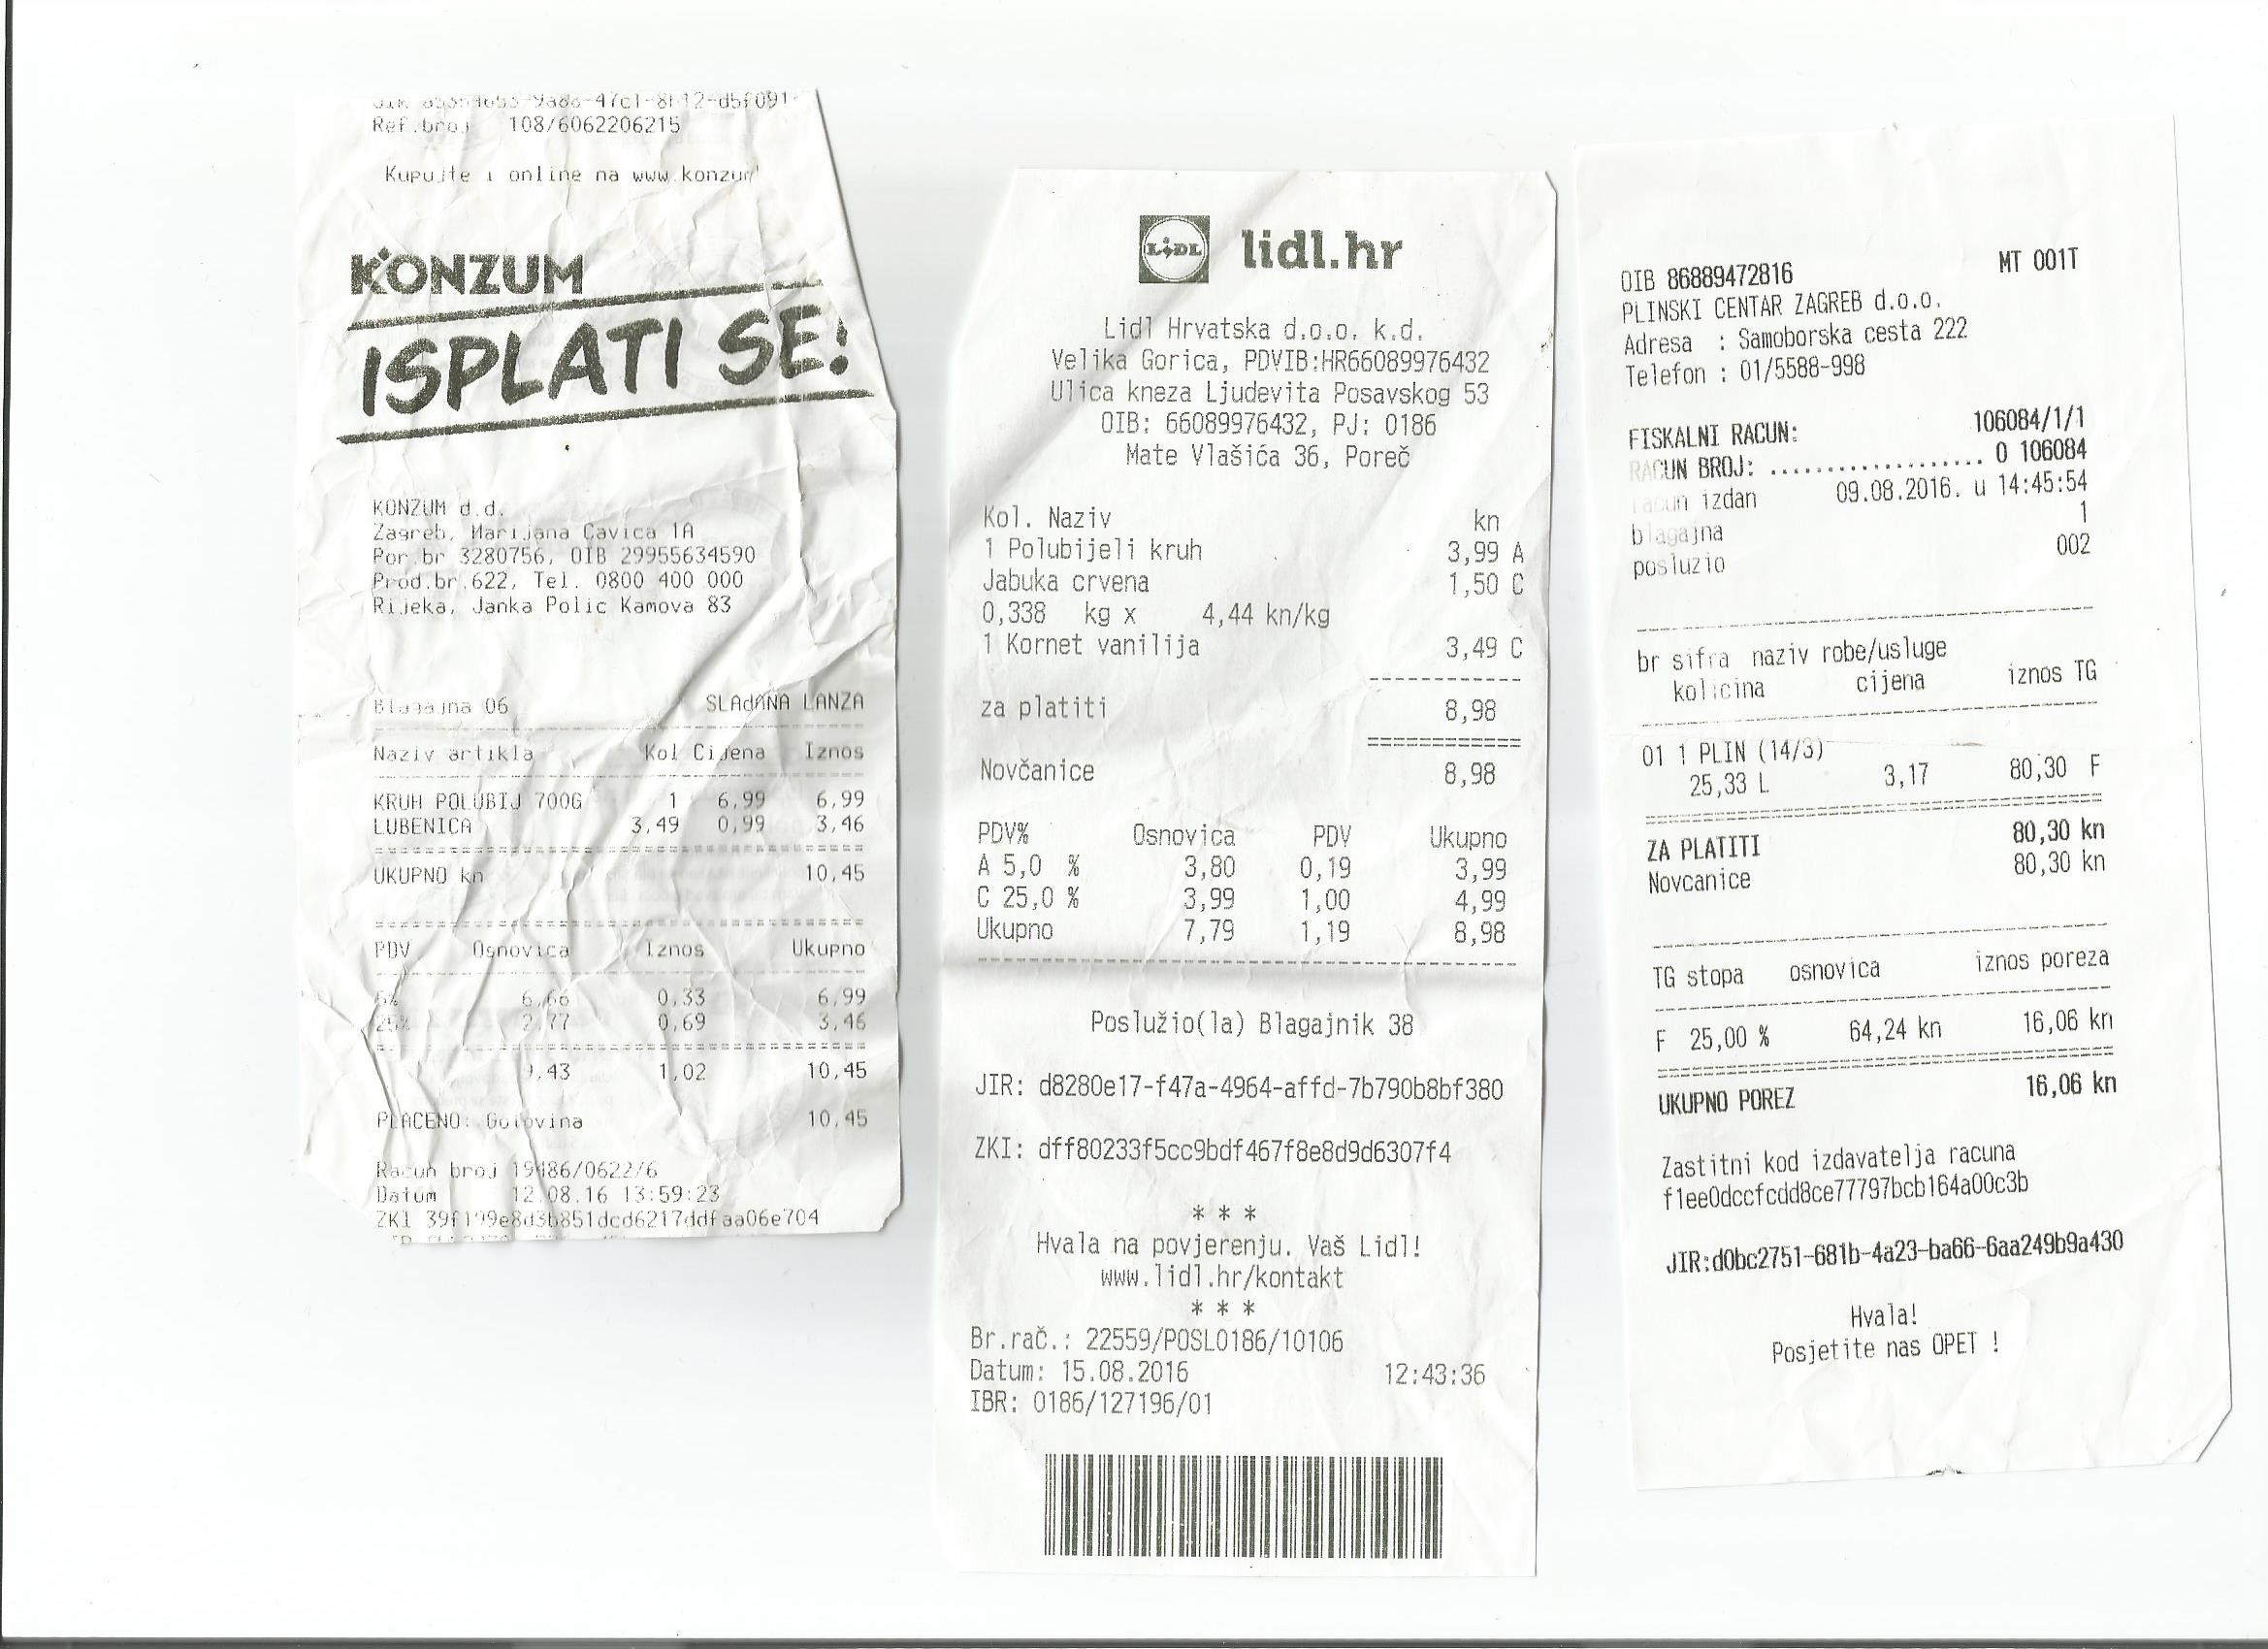 Ref.broj 108/6062206215
Kupujte i online na www.konzum
KONZUM
ISPLATI SE!
KONZUM d.d.
Zagreb, Marijana Cavica 1A
Por.br 3280756, OIB 29955634590
Prod.br.622, Tel. 0800 400 000
Rijeka, Janka Polic Kamova 83
Blagajna 06 SLAdANA LANZA
Naziv artikla Kol Cijena Iznos
KRUH POLUBIJ 700G 1 6,99 6,99
LUBENICA 3,49 0,99 3,46
UKUPNO kn 10,45
PDV Osnovica Iznos Ukupno
5% 6,66 0,33 6,99
25% 2,77 0,69 3,46
9,43 1,02 10,45
PLACENO: Gotovina 10,45
Racun broj 19486/0622/6
Datum 12.08.16 13:59:23
ZKI 39f199e8d3b851dcd6217ddfaa06e704
LiDL lidl.hr
Lidl Hrvatska d.o.o. k.d.
Velika Gorica, PDVIB:HR66089976432
Ulica kneza Ljudevita Posavskog 53
OIB: 66089976432, PJ: 0186
Mate Vlašića 36, Poreč
Kol. Naziv kn
1 Polubijeli kruh 3,99 A
Jabuka crvena 1,50 C
0,338 kg x 4,44 kn/kg
1 Kornet vanilija 3,49 C
------------
za platiti 8,98
============
Novčanice 8,98
PDV% Osnovica PDV Ukupno
A 5,0 % 3,80 0,19 3,99
C 25,0 % 3,99 1,00 4,99
Ukupno 7,79 1,19 8,98
Poslužio(la) Blagajnik 38
JIR: d8280e17-f47a-4964-affd-7b790b8bf380
ZKI: dff80233f5cc9bdf467f8e8d9d6307f4
* * *
Hvala na povjerenju. Vaš Lidl!
www.lidl.hr/kontakt
* * *
Br.rač.: 22559/POSL0186/10106
Datum: 15.08.2016 12:43:36
IBR: 0186/127196/01
OIB 86889472816 MT 001T
PLINSKI CENTAR ZAGREB d.o.o.
Adresa : Samoborska cesta 222
Telefon : 01/5588-998
FISKALNI RACUN: 106084/1/1
RACUN BROJ: ................... 0 106084
racun izdan 09.08.2016. u 14:45:54
blagajna 1
posluzio 002
br sifra naziv robe/usluge
kolicina cijena iznos TG
01 1 PLIN (14/3)
25,33 L 3,17 80,30 F
ZA PLATITI 80,30 kn
Novcanice 80,30 kn
TG stopa osnovica iznos poreza
F 25,00 % 64,24 kn 16,06 kn
UKUPNO POREZ 16,06 kn
Zastitni kod izdavatelja racuna
f1ee0dccfcdd8ce77797bcb164a00c3b
JIR:d0bc2751-681b-4a23-ba66-6aa249b9a430
Hvala!
Posjetite nas OPET !